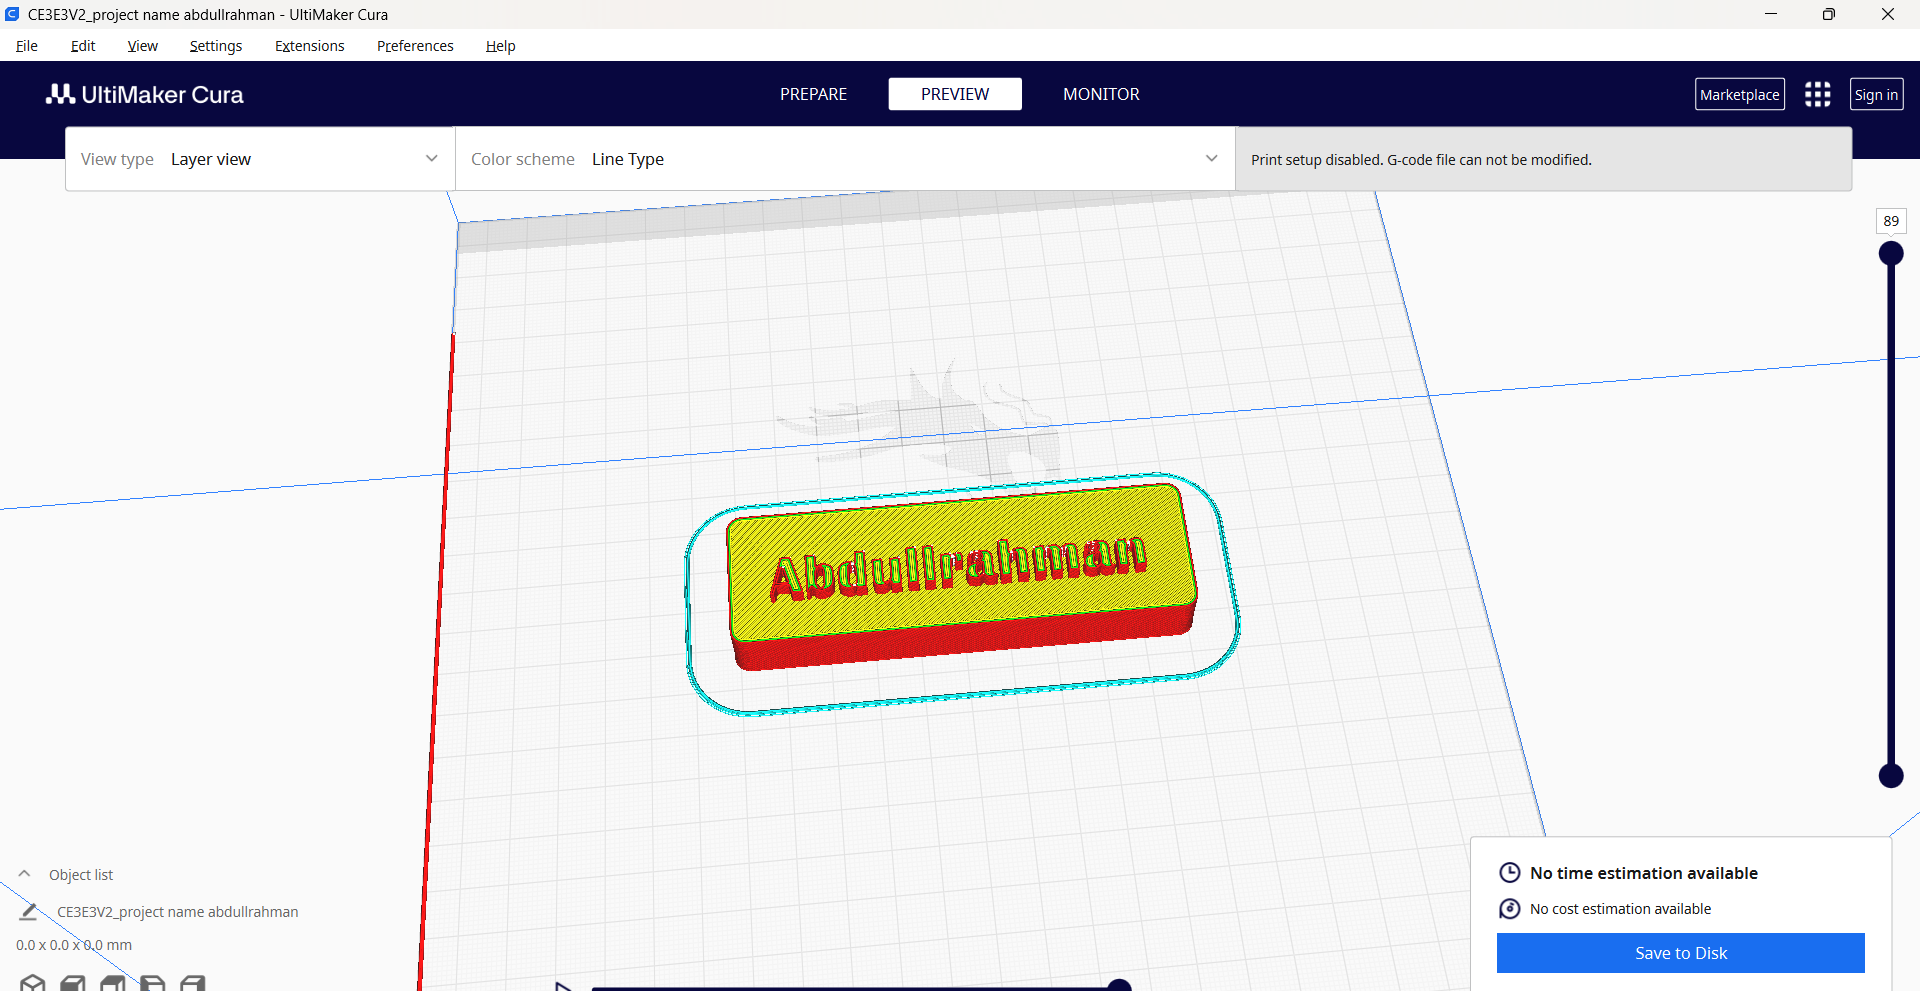 CE3E3V2_project name abdullrahman - UltiMaker Cura
File Edit View Settings Extensions Preferences Help
UltiMaker Cura PREPARE PREVIEW MONITOR Marketplace Sign in
View type Layer view Color scheme Line Type Print setup disabled. G-code file can not be modified.
89
Abdullrahman
Object list
CE3E3V2_project name abdullrahman
0.0 x 0.0 x 0.0 mm
No time estimation available
No cost estimation available
Save to Disk